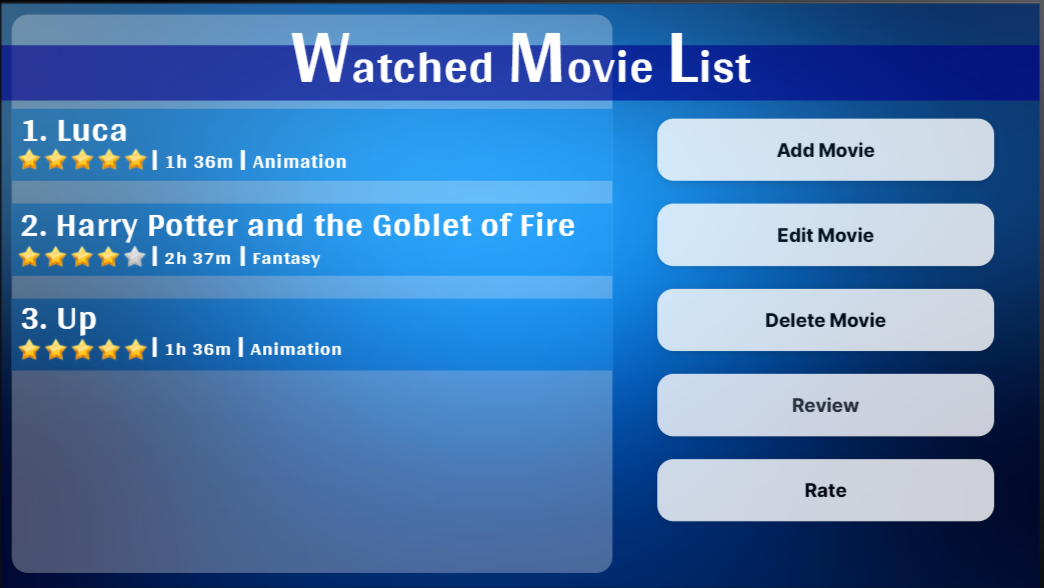 Watched Movie List
1. Luca
1h 36m | Animation
2. Harry Potter and the Goblet of Fire
2h 37m | Fantasy
3. Up
1h 36m | Animation
Add Movie
Edit Movie
Delete Movie
Review
Rate